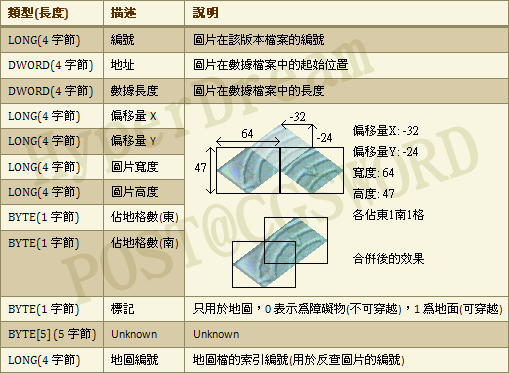 類型(長度) 描述 說明
LONG(4 字節) 編號 圖片在該版本檔案的編號
DWORD(4 字節) 地址 圖片在數據檔案中的起始位置
DWORD(4 字節) 數據長度 圖片在數據檔案中的長度
LONG(4 字節) 偏移量 X
LONG(4 字節) 偏移量 Y
LONG(4 字節) 圖片寬度
LONG(4 字節) 圖片高度
BYTE(1 字節) 佔地格數(東)
BYTE(1 字節) 佔地格數(南)
-32
64
-24
47
偏移量X: -32
偏移量Y: -24
寬度: 64
高度: 47
各佔東1南1格
合併後的效果
BYTE(1 字節) 標記 只用於地圖，0 表示爲障礙物(不可穿越)，1 爲地面(可穿越)
BYTE[5] (5 字節) Unknown Unknown
LONG(4 字節) 地圖編號 地圖檔的索引編號(用於反查圖片的編號)
HyperDream
POST@CGSWORD